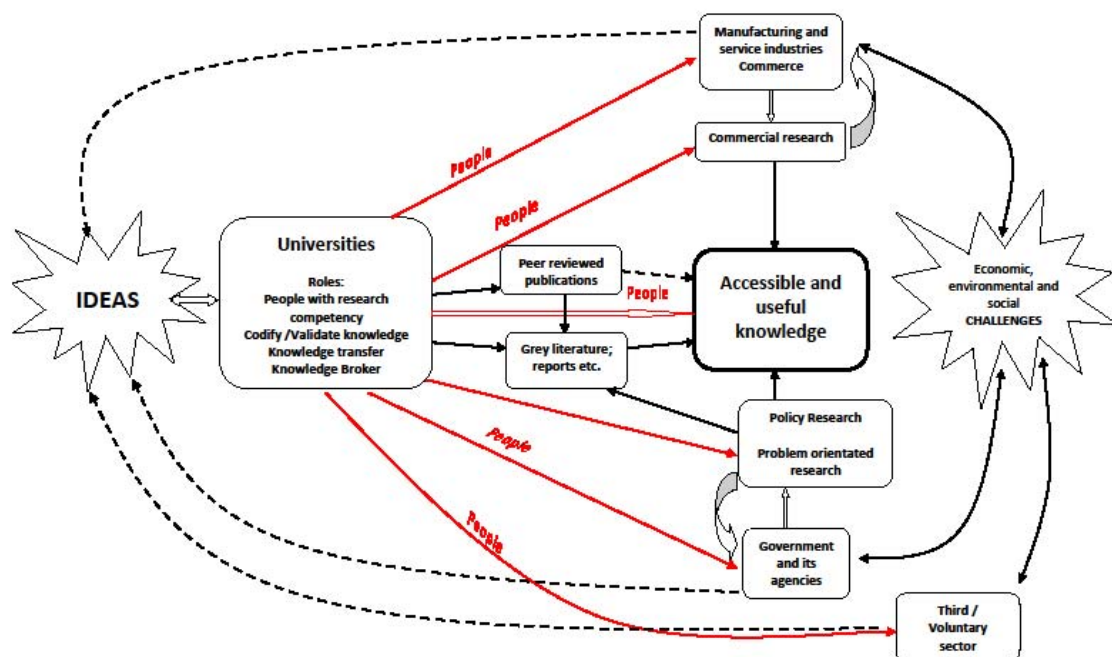 Manufacturing and
service industries
Commerce
Commercial research
People
People
Universities
Roles:
People with research
competency
Codify /Validate knowledge
Knowledge transfer
Knowledge Broker
IDEAS
Peer reviewed
publications
People
Grey literature;
reports etc.
Accessible and
useful
knowledge
Economic,
environmental and
social
CHALLENGES
Policy Research
Problem orientated
research
People
People
Government
and its
agencies
Third /
Voluntary
sector